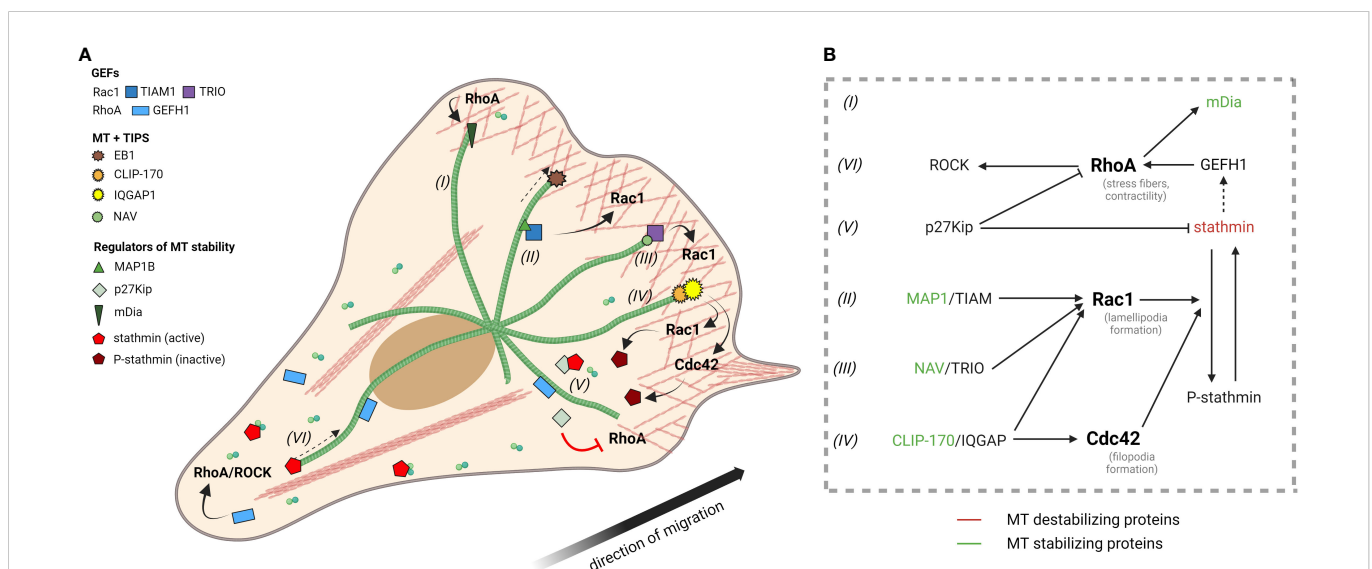 A
GEFs
Rac1 TIAM1 TRIO
RhoA GEFH1
MT + TIPS
EB1
CLIP-170
IQGAP1
NAV
Regulators of MT stability
MAP1B
p27Kip
mDia
stathmin (active)
P-stathmin (inactive)
RhoA
(I)
Rac1
(II)
(III)
Rac1
(IV)
Rac1
Cdc42
(V)
RhoA
(VI)
RhoA/ROCK
direction of migration
B
(I) mDia
(VI) ROCK RhoA GEFH1
(stress fibers,
contractility)
(V) p27Kip stathmin
(II) MAP1/TIAM Rac1
(lamellipodia
formation)
(III) NAV/TRIO
P-stathmin
(IV) CLIP-170/IQGAP Cdc42
(filopodia
formation)
MT destabilizing proteins
MT stabilizing proteins